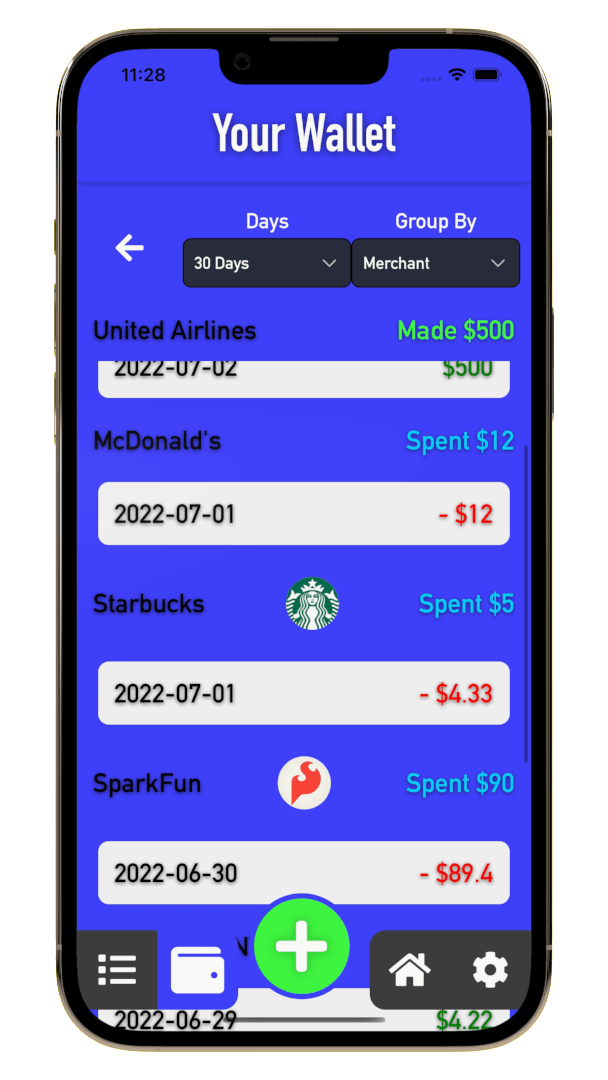 11:28
Your Wallet
Days Group By
30 Days Merchant
United Airlines Made $500
2022-07-02 $500
McDonald's Spent $12
2022-07-01 - $12
Starbucks Spent $5
2022-07-01 - $4.33
SparkFun Spent $90
2022-06-30 - $89.4
2022-06-29 $4.22